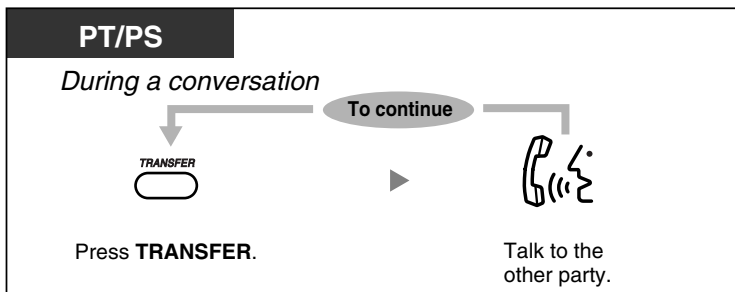 PT/PS
During a conversation
To continue
TRANSFER
Press TRANSFER.
Talk to the
other party.